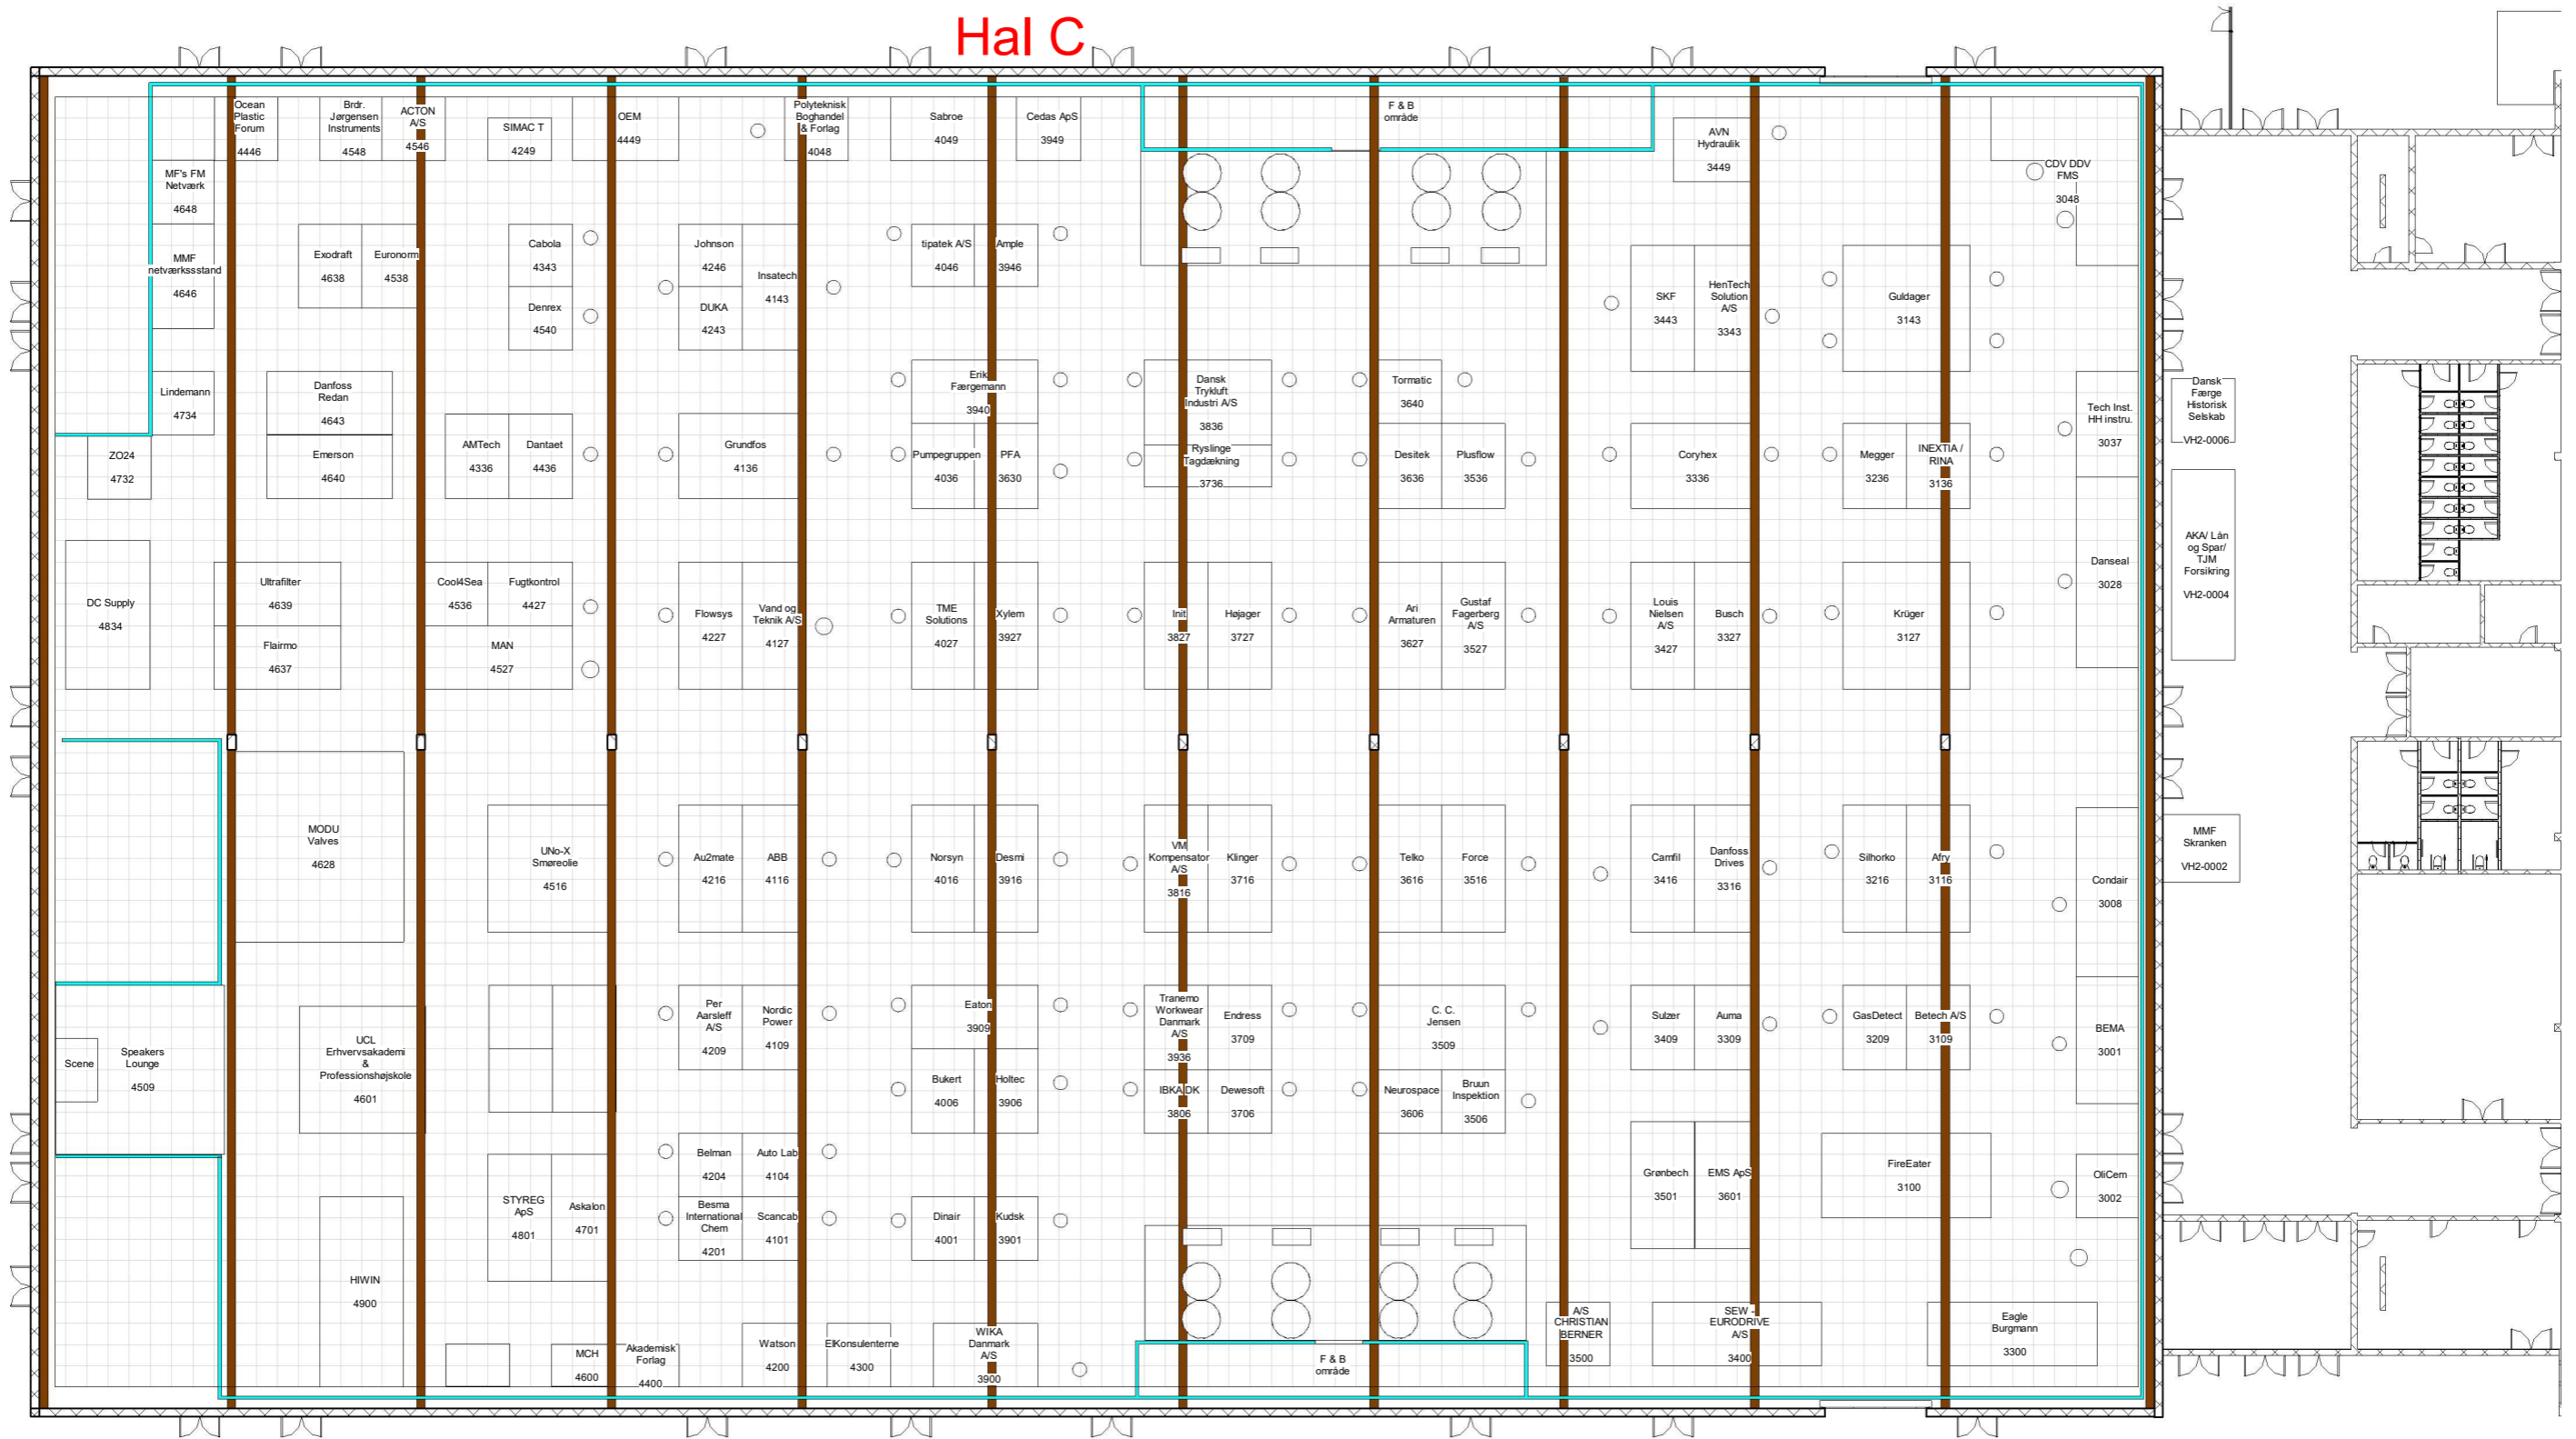 Hal C
Ocean
Plastic
Forum
4446
Brdr.
Jørgensen
Instruments
4548
ACTON
A/S
4546
SIMAC T
4249
OEM
4449
Polyteknisk
Boghandel
& Forlag
4048
Sabroe
4049
Cedas ApS
3949
F & B
område
AVN
Hydraulik
3449
CDV DDV
FMS
3048
MF's FM
Netværk
4648
MMF
netværksstand
4646
Exodraft
4638
Euronorm
4538
Cabola
4343
Denrex
4540
Johnson
4246
DUKA
4243
Insatech
4143
tipatek A/S
4046
Ample
3946
SKF
3443
HenTech
Solution
A/S
3343
Guldager
3143
Lindemann
4734
Danfoss
Redan
4643
Emerson
4640
ZO24
4732
AMTech
4336
Dantaet
4436
Grundfos
4136
Erik
Færgemann
3940
Pumpegruppen
4036
PFA
3630
Dansk
Trykluft
Industri A/S
3836
Ryslinge
Tagdækning
3736
Tormatic
3640
Desitek
3636
Plusflow
3536
Coryhex
3336
Megger
3236
INEXTIA /
RINA
3136
Tech Inst.
HH instru.
3037
Dansk
Færge
Historisk
Selskab
VH2-0006
DC Supply
4834
Ultrafilter
4639
Flairmo
4637
Cool4Sea
4536
Fugtkontrol
4427
MAN
4527
Flowsys
4227
Vand og
Teknik A/S
4127
TME
Solutions
4027
Xylem
3927
Init
3827
Højager
3727
Ari
Armaturen
3627
Gustaf
Fagerberg
A/S
3527
Louis
Nielsen
A/S
3427
Busch
3327
Krüger
3127
Danseal
3028
AKA/ Lån
og Spar/
TJM
Forsikring
VH2-0004
MODU
Valves
4628
UNo-X
Smøreolie
4516
Au2mate
4216
ABB
4116
Norsyn
4016
Desmi
3916
VM
Kompensator
A/S
3816
Klinger
3716
Telko
3616
Force
3516
Camfil
3416
Danfoss
Drives
3316
Silhorko
3216
Afry
3116
Condair
3008
MMF
Skranken
VH2-0002
Scene
Speakers
Lounge
4509
UCL
Erhvervsakademi
&
Professionshøjskole
4601
Per
Aarsleff
A/S
4209
Nordic
Power
4109
Eaton
3909
Bukert
4006
Holtec
3906
Tranemo
Workwear
Danmark
A/S
3936
Endress
3709
IBKA DK
3806
Dewesoft
3706
C. C.
Jensen
3509
Neurospace
3606
Bruun
Inspektion
3506
Sulzer
3409
Auma
3309
GasDetect
3209
Betech A/S
3109
BEMA
3001
STYREG
ApS
4801
Askalon
4701
Belman
4204
Auto Lab
4104
Besma
International
Chem
4201
Scancab
4101
Dinair
4001
Kudsk
3901
Grønbech
3501
EMS ApS
3601
FireEater
3100
OliCem
3002
HIWIN
4900
MCH
4600
Akademisk
Forlag
4400
Watson
4200
ElKonsulenterne
4300
WIKA
Danmark
A/S
3900
F & B
område
A/S
CHRISTIAN
BERNER
3500
SEW -
EURODRIVE
A/S
3400
Eagle
Burgmann
3300